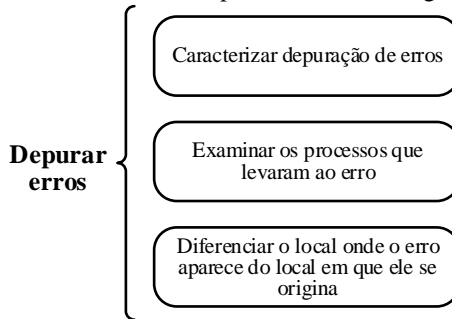 Caracterizar depuração de erros
Depurar
erros
Examinar os processos que
levaram ao erro
Diferenciar o local onde o erro
aparece do local em que ele se
origina